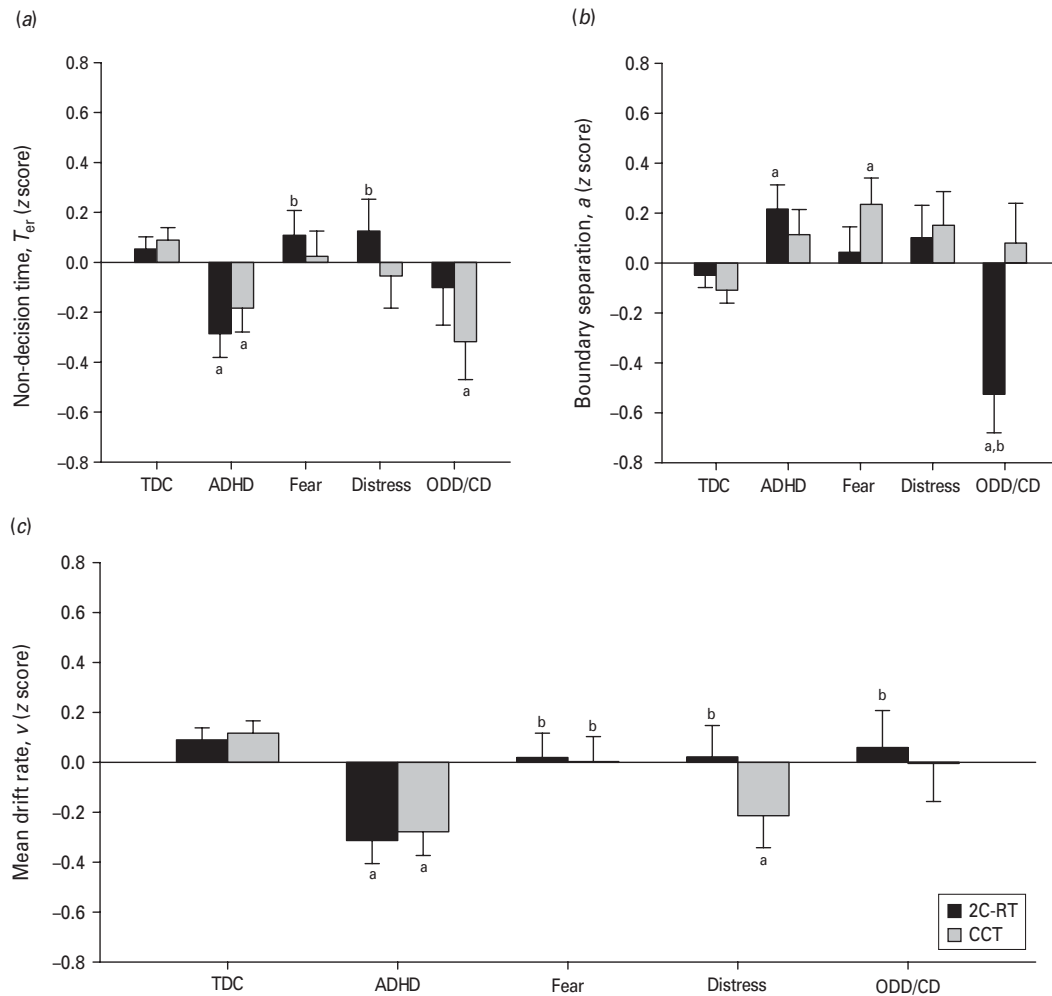 (a)
Non-decision time, Ter (z score)
0.8
0.6
0.4
0.2
0.0
–0.2
–0.4
–0.6
–0.8
b
b
a
a
a
TDC ADHD Fear Distress ODD/CD
(b)
Boundary separation, a (z score)
0.8
0.6
0.4
0.2
0.0
–0.2
–0.4
–0.6
-0.8
a
a
a,b
TDC ADHD Fear Distress ODD/CD
(c)
Mean drift rate, v (z score)
0.8
0.6
0.4
0.2
0.0
–0.2
–0.4
–0.6
–0.8
b b b b
a a a
2C-RT
CCT
TDC ADHD Fear Distress ODD/CD